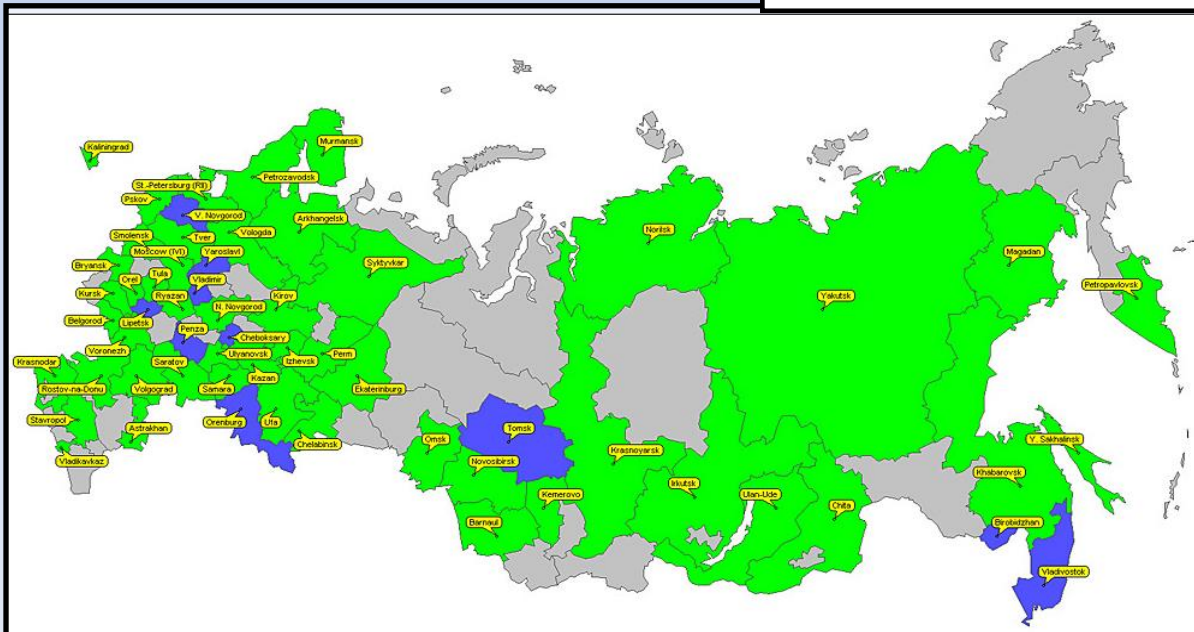 Kaliningrad
Murmansk
St.-Petersburg (RI)
Petrozavodsk
Pskov
V. Novgorod
Arkhangelsk
Smolensk
Tver
Vologda
Norilsk
Moscow (IVI)
Yaroslavl
Magadan
Bryansk
Tula
Syktyvkar
Orel
Vladimir
Petropavlovsk
Kursk
Ryazan
Kirov
Yakutsk
N. Novgorod
Belgorod
Lipetsk
Penza
Cheboksary
Voronezh
Ulyanovsk
Izhevsk
Perm
Krasnodar
Saratov
Kazan
Rostov-na-Donu
Volgograd
Samara
Ekaterinburg
Stavropol
Orenburg
Ufa
Astrakhan
Chelabinsk
Omsk
Tomsk
Vladikavkaz
Novosibirsk
Krasnoyarsk
Y. Sakhalinsk
Khabarovsk
Kemerovo
Irkutsk
Ulan-Ude
Chita
Barnaul
Birobidzhan
Vladivostok